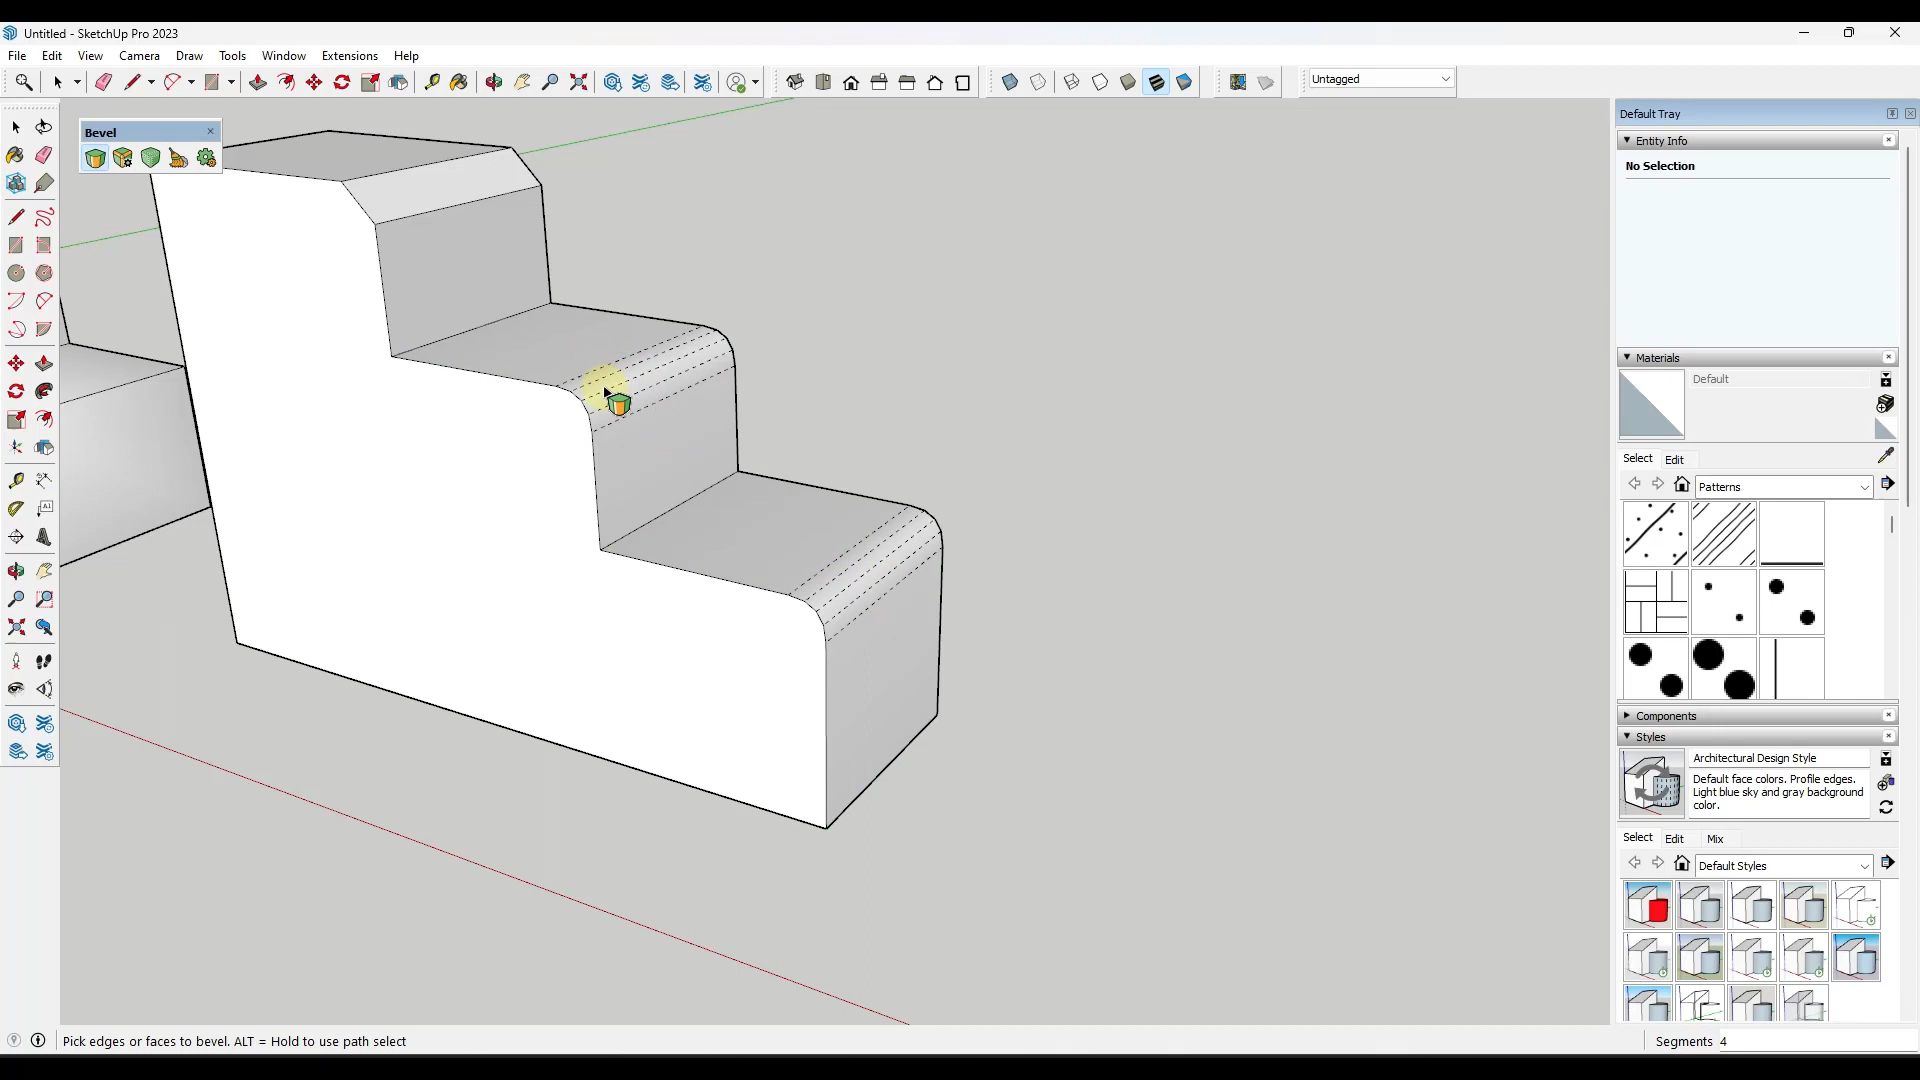 Untitled - SketchUp Pro 2023
File Edit View Camera Draw Tools Window Extensions Help
Untagged
Bevel
Default Tray
Entity Info
No Selection
Materials
Default
Select Edit
Patterns
Components
Styles
Architectural Design Style
Default face colors. Profile edges.
Light blue sky and gray background
color.
Select Edit Mix
Default Styles
Pick edges or faces to bevel. ALT = Hold to use path select
Segments 4